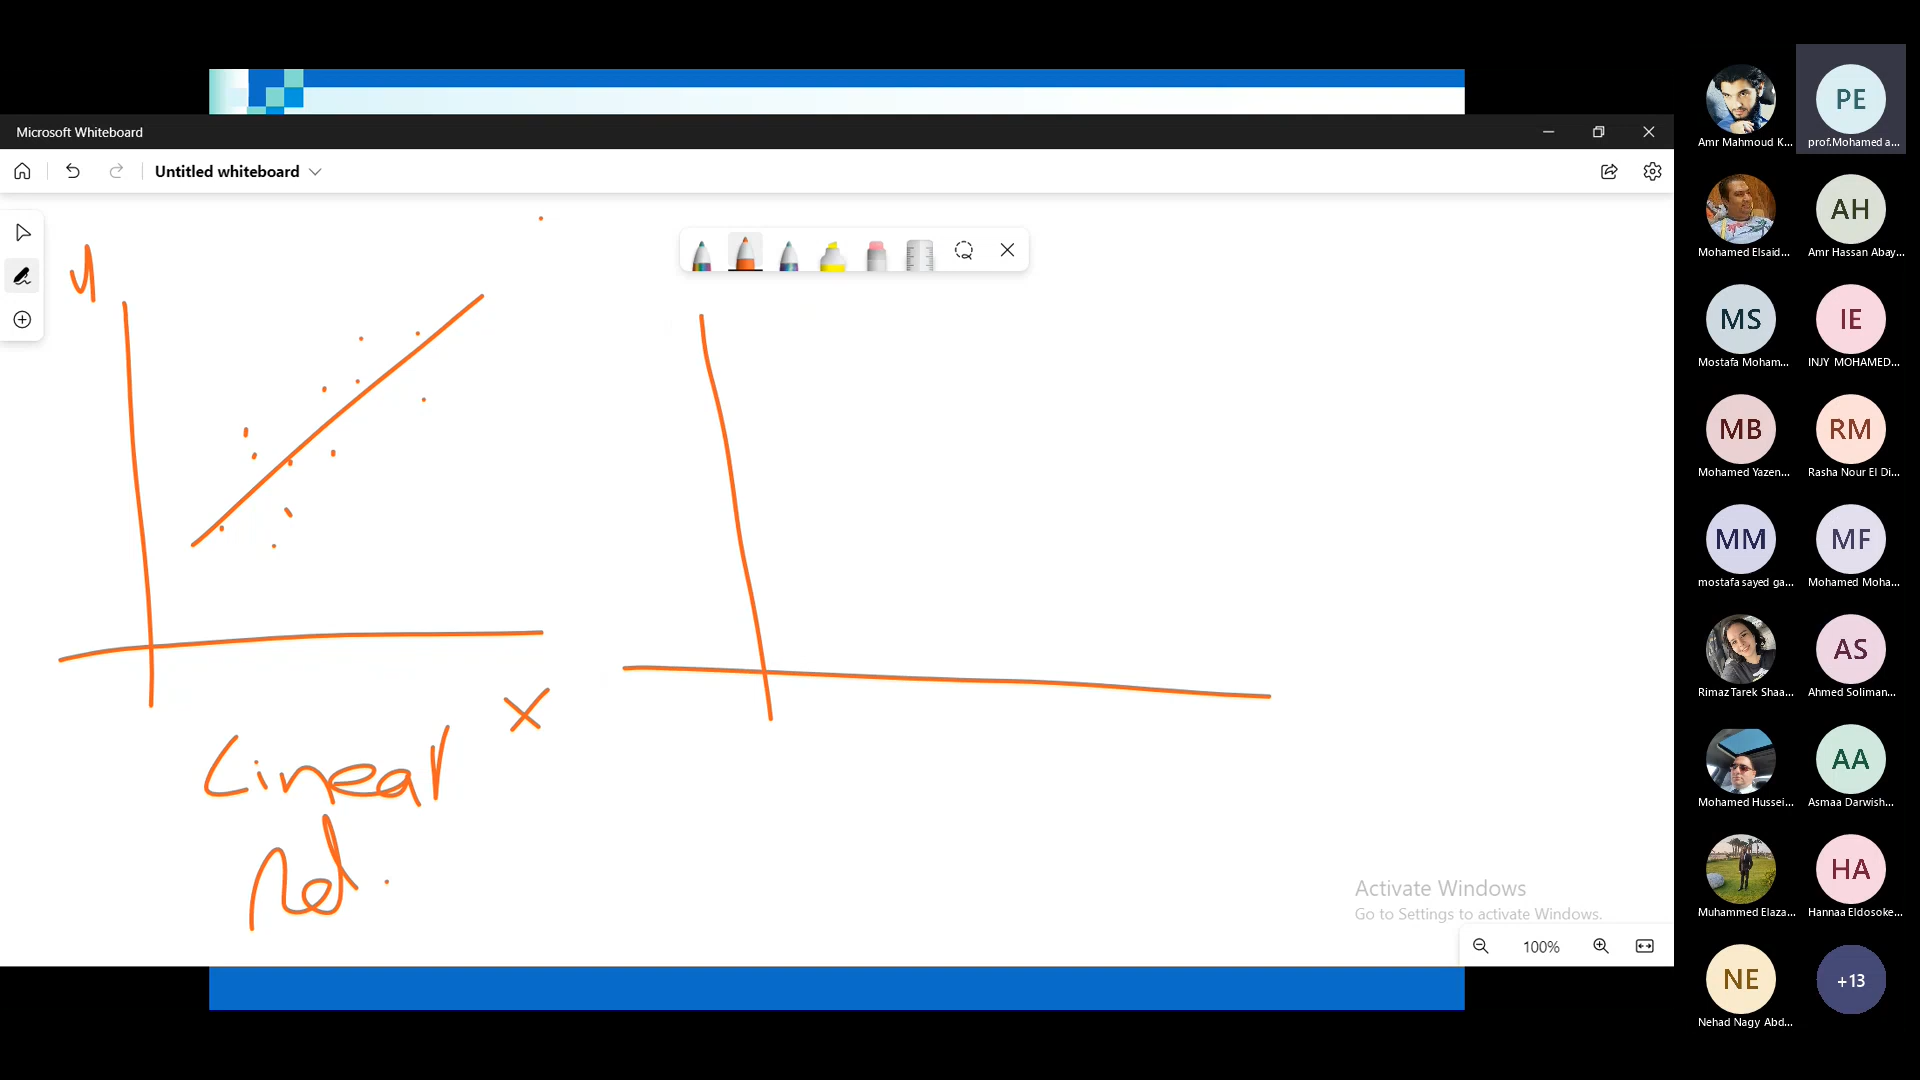 Microsoft Whiteboard
Untitled whiteboard
y
x
Linear
Rel.
Activate Windows
Go to Settings to activate Windows.
100%
Amr Mahmoud K...
PE
prof.Mohamed a...
Mohamed Elsaid...
AH
Amr Hassan Abay...
MS
Mostafa Moham...
IE
INJY MOHAMED...
MB
Mohamed Yazen...
RM
Rasha Nour El Di...
MM
mostafa sayed ga...
MF
Mohamed Moha...
Rimaz Tarek Shaa...
AS
Ahmed Soliman...
Mohamed Hussei...
AA
Asmaa Darwish...
Muhammed Elaza...
HA
Hannaa Eldosoke...
NE
Nehad Nagy Abd...
+13